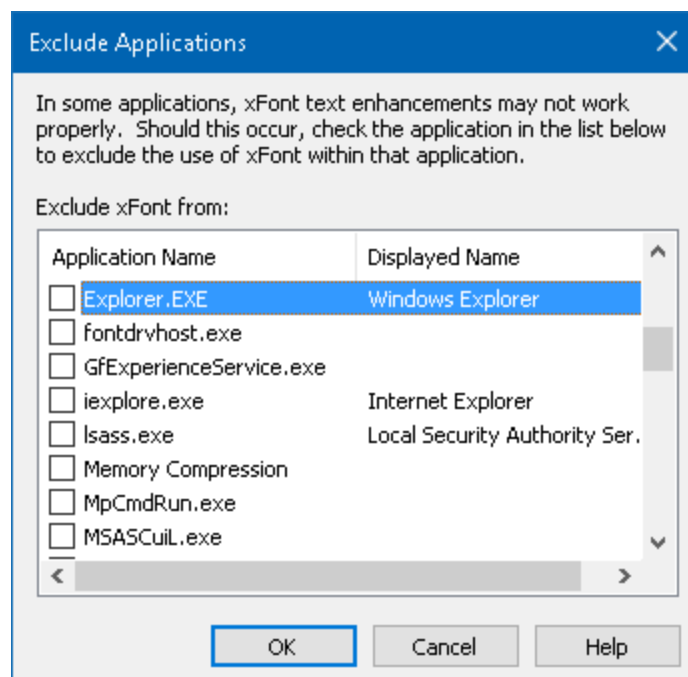 Exclude Applications
In some applications, xFont text enhancements may not work
properly. Should this occur, check the application in the list below
to exclude the use of xFont within that application.
Exclude xFont from:
Application Name Displayed Name
Explorer.EXE Windows Explorer
fontdrvhost.exe
GfExperienceService.exe
iexplore.exe Internet Explorer
lsass.exe Local Security Authority Ser.
Memory Compression
MpCmdRun.exe
MSASCuiL.exe
OK Cancel Help